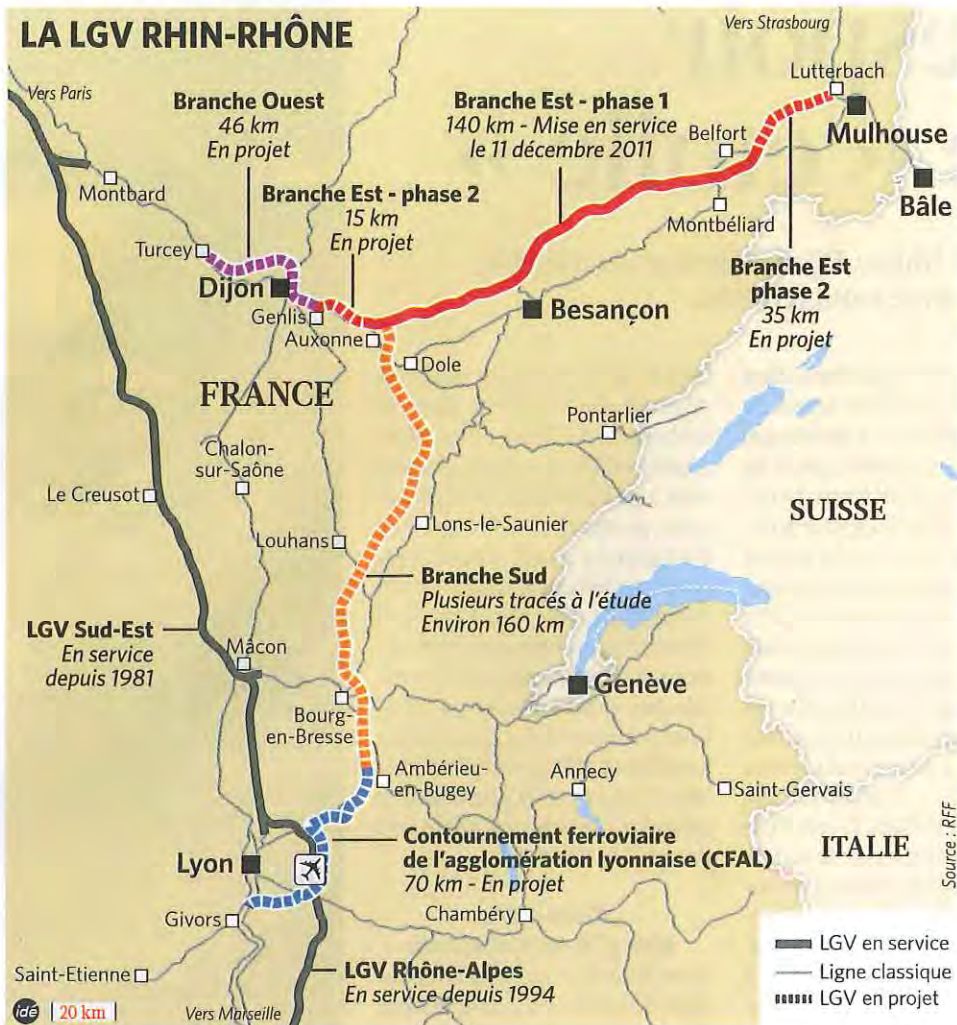 LA LGV RHIN-RHÔNE
Vers Strasbourg
Lutterbach
Vers Paris
Branche Ouest
46 km
En projet
Branche Est - phase 1
140 km - Mise en service
le 11 décembre 2011
Belfort
Mulhouse
Montbard
Branche Est - phase 2
15 km
En projet
Bâle
Montbéliard
Turcey
Dijon
Genlis
Auxonne
Besançon
Branche Est
phase 2
35 km
En projet
Dole
FRANCE
Pontarlier
Chalon-
sur-Saône
Le Creusot
Louhans
Lons-le-Saunier
SUISSE
Branche Sud
Plusieurs tracés à l'étude
Environ 160 km
LGV Sud-Est
En service
depuis 1981
Mâcon
Genève
Bourg-
en-Bresse
Ambérieu-
en-Bugey
Annecy
Saint-Gervais
Contournement ferroviaire
de l'agglomération lyonnaise (CFAL)
70 km - En projet
ITALIE
Source : RFF
Lyon
Givors
Chambéry
Saint-Etienne
LGV Rhône-Alpes
En service depuis 1994
LGV en service
Ligne classique
LGV en projet
idé
20 km
Vers Marseille